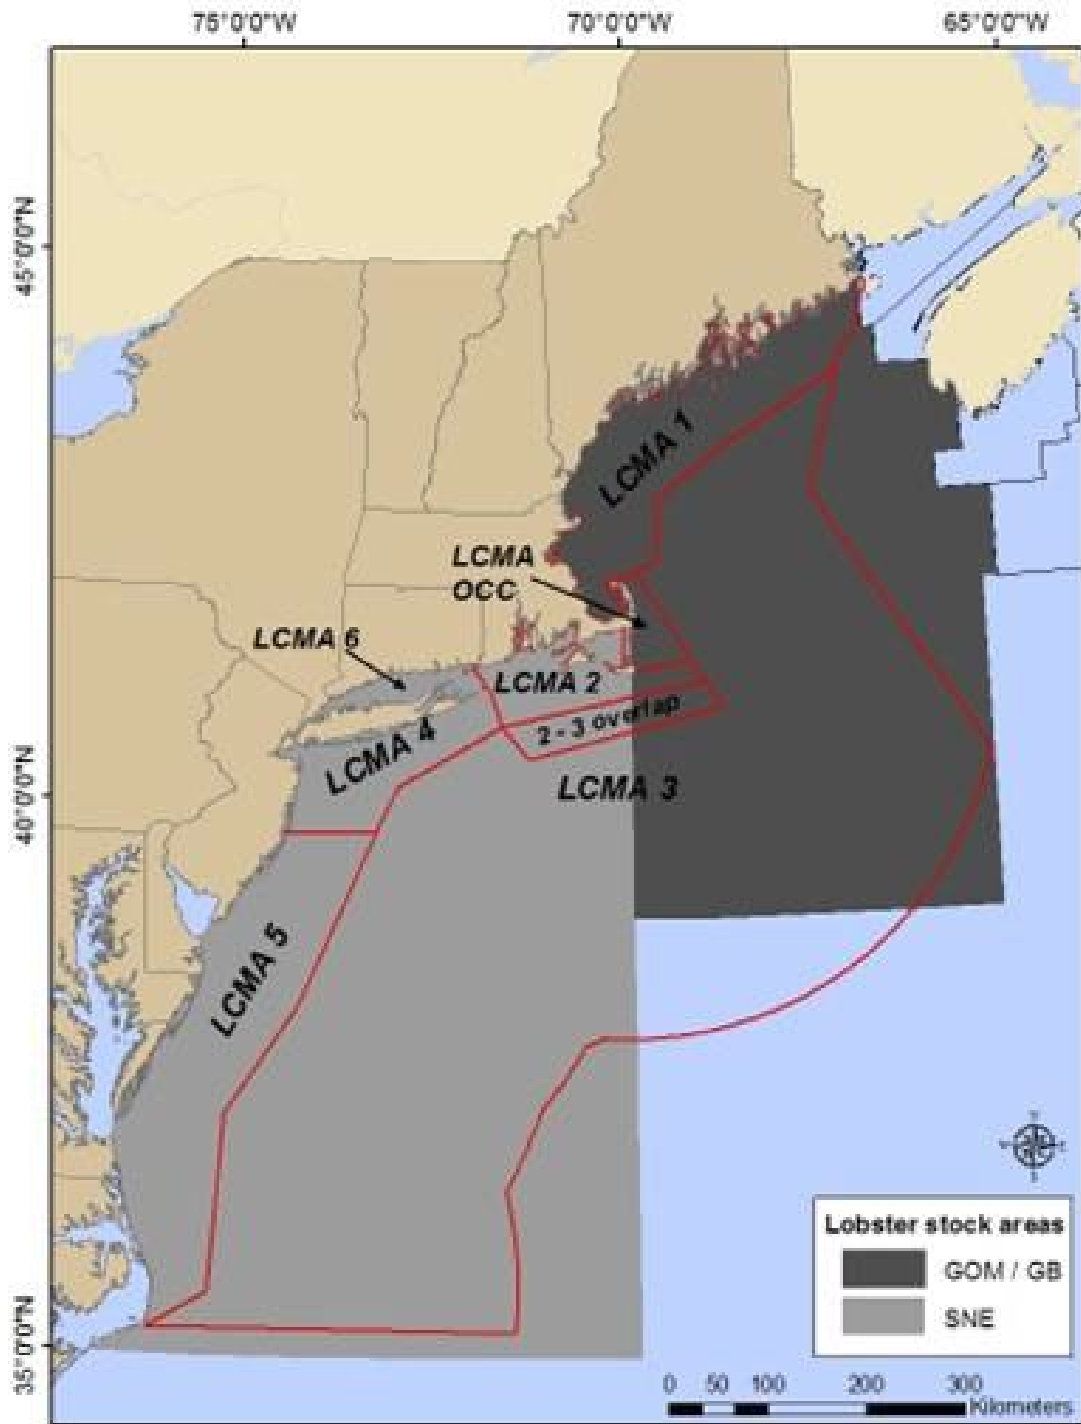 75°0'0"W
70°0'0"W
65°0'0"W
45°0'0"N
40°0'0"N
35°0'0"N
LCMA 1
LCMA
OCC
LCMA 6
LCMA 2
2 - 3 overlap
LCMA 4
LCMA 3
LCMA 5
Lobster stock areas
GOM / GB
SNE
0 50 100 200 300
Kilometers